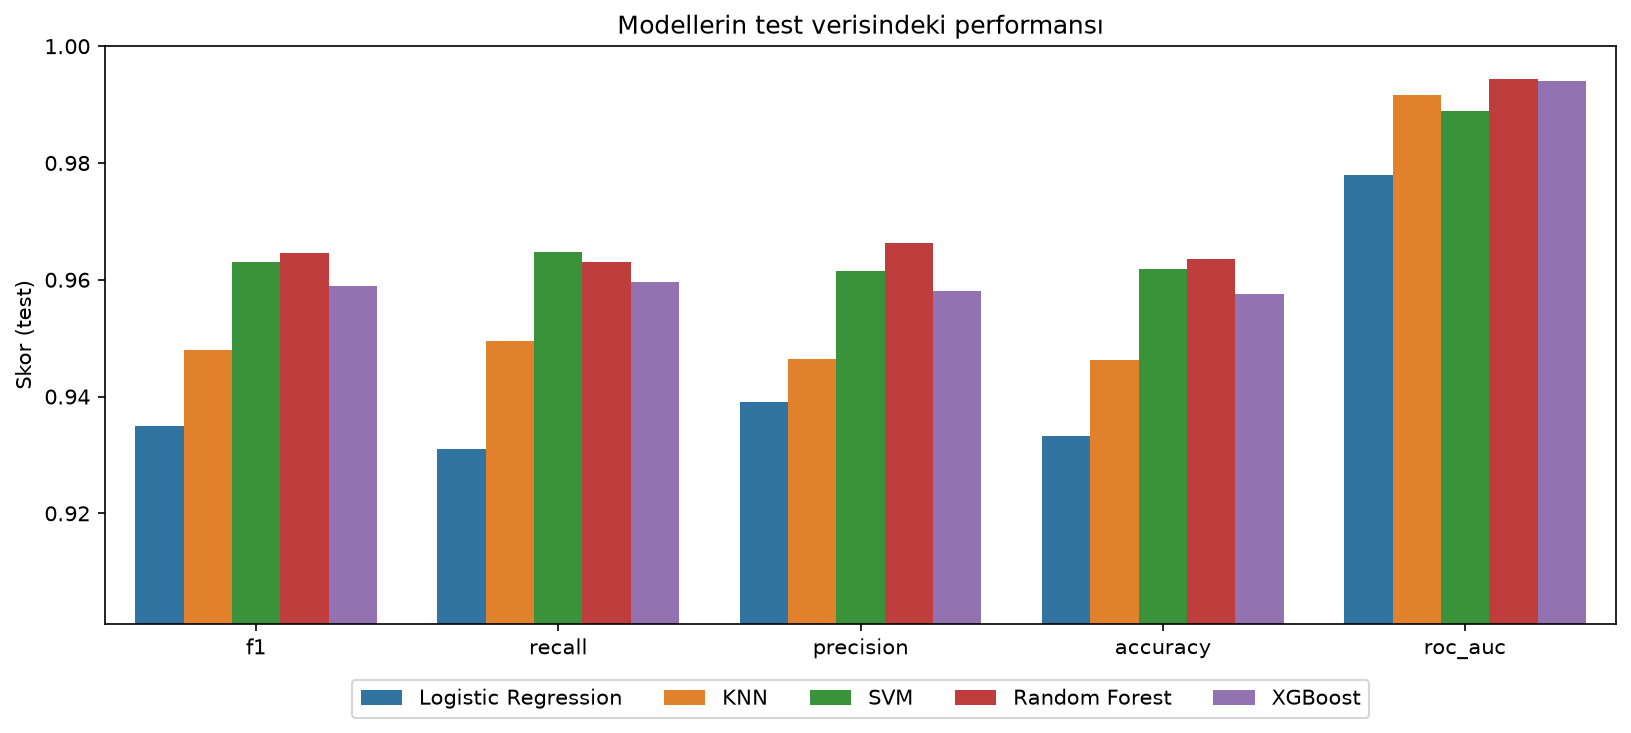 Modellerin test verisindeki performansı
Skor (test)
1.00
0.98
0.96
0.94
0.92
f1 recall precision accuracy roc_auc
Logistic Regression KNN SVM Random Forest XGBoost